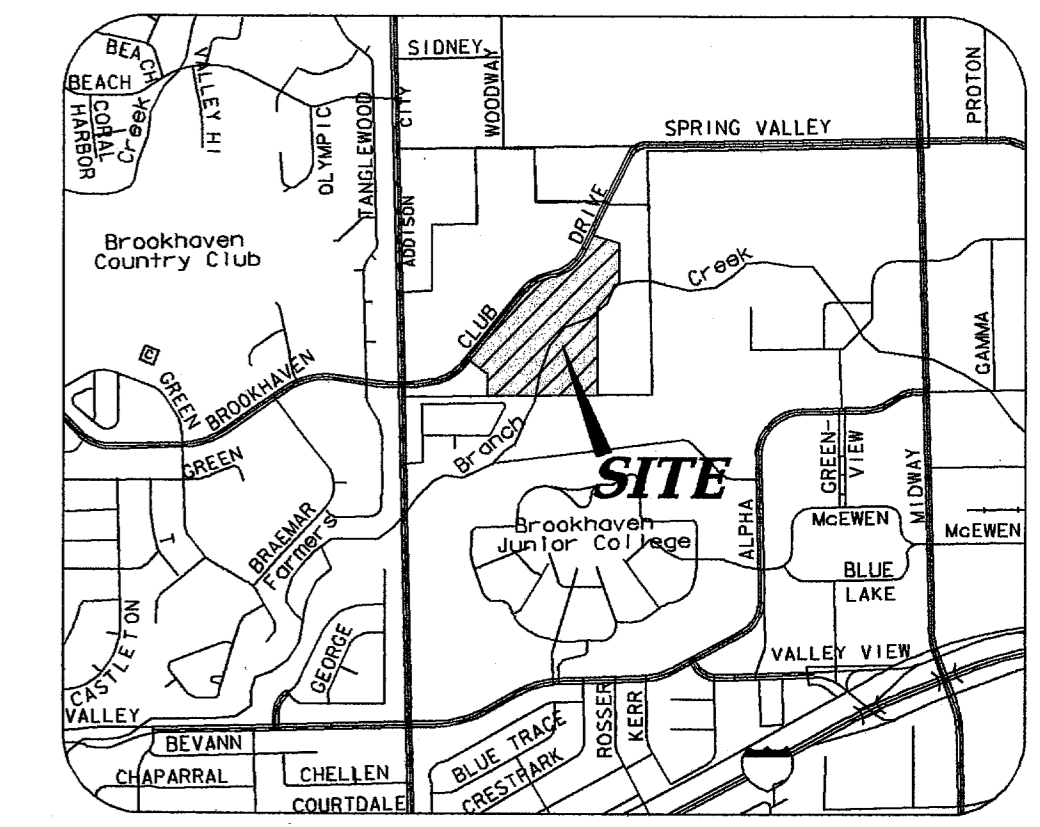 BEACH
BEACH
CORAL
HARBOR
Creek
VALLEY HI
OLYMPIC
TANGLEWOOD
CITY
ADDISON
SIDNEY
WOODWAY
SPRING VALLEY
PROTON
Brookhaven
Country Club
CLUB
DRIVE
Creek
GAMMA
C
GREEN
BROOKHAVEN
GREEN
Branch
SITE
GREEN-
VIEW
MIDWAY
ALPHA
Brookhaven
Junior College
McEWEN
McEWEN
BLUE
LAKE
BRAEMAR
Farmers'
CASTLETON
GEORGE
VALLEY VIEW
VALLEY
BEVANN
CHAPARRAL
CHELLEN
COURTDALE
BLUE TRACE
CRESTPARK
ROSSER
KERR